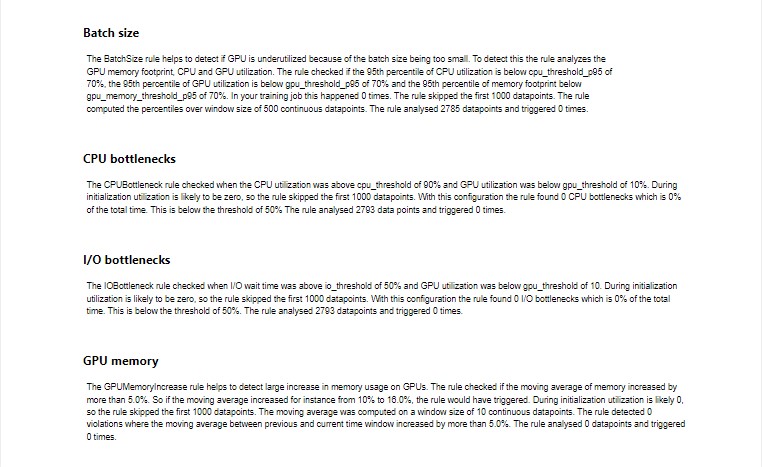 Batch size
The BatchSize rule helps to detect if GPU is underutilized because of the batch size being too small. To detect this the rule analyzes the
GPU memory footprint, CPU and GPU utilization. The rule checked if the 95th percentile of CPU utilization is below cpu_threshold_p95 of
70%, the 95th percentile of GPU utilization is below gpu_threshold_p95 of 70% and the 95th percentile of memory footprint below
gpu_memory_threshold_p95 of 70%. In your training job this happened 0 times. The rule skipped the first 1000 datapoints. The rule
computed the percentiles over window size of 500 continuous datapoints. The rule analysed 2785 datapoints and triggered 0 times.
CPU bottlenecks
The CPUBottleneck rule checked when the CPU utilization was above cpu_threshold of 90% and GPU utilization was below gpu_threshold of 10%. During
initialization utilization is likely to be zero, so the rule skipped the first 1000 datapoints. With this configuration the rule found 0 CPU bottlenecks which is 0%
of the total time. This is below the threshold of 50% The rule analysed 2793 data points and triggered 0 times.
I/O bottlenecks
The IOBottleneck rule checked when I/O wait time was above io_threshold of 50% and GPU utilization was below gpu_threshold of 10. During initialization
utilization is likely to be zero, so the rule skipped the first 1000 datapoints. With this configuration the rule found 0 I/O bottlenecks which is 0% of the total
time. This is below the threshold of 50%. The rule analysed 2793 datapoints and triggered 0 times.
GPU memory
The GPUMemoryIncrease rule helps to detect large increase in memory usage on GPUs. The rule checked if the moving average of memory increased by
more than 5.0%. So if the moving average increased for instance from 10% to 16.0%, the rule would have triggered. During initialization utilization is likely 0,
so the rule skipped the first 1000 datapoints. The moving average was computed on a window size of 10 continuous datapoints. The rule detected 0
violations where the moving average between previous and current time window increased by more than 5.0%. The rule analysed 0 datapoints and triggered
0 times.